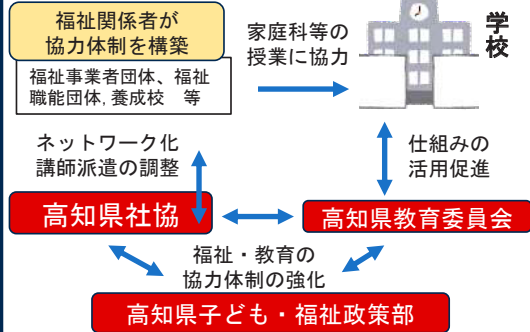 福祉関係者が
協力体制を構築
福祉事業者団体、福祉
職能団体,養成校　等
家庭科等の
授業に協力
学校
ネットワーク化
講師派遣の調整
仕組みの
活用促進
高知県社協
高知県教育委員会
福祉・教育の
協力体制の強化
高知県子ども・福祉政策部